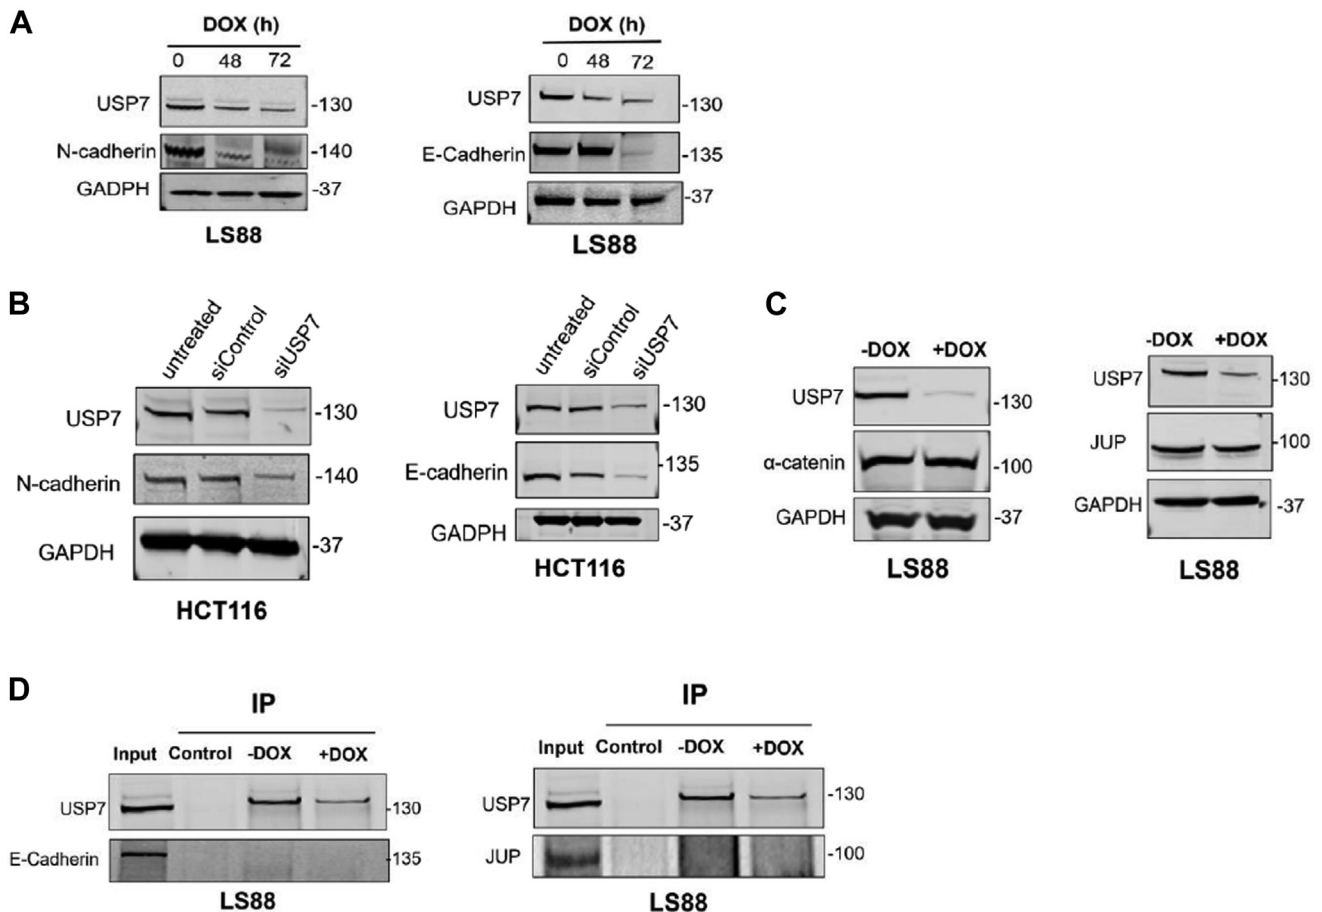 A
DOX (h)
0 48 72
USP7 -130
N-cadherin -140
GADPH -37
LS88
DOX (h)
0 48 72
USP7 -130
E-Cadherin -135
GAPDH -37
LS88
B
untreated siControl siUSP7
USP7 -130
N-cadherin -140
GAPDH -37
HCT116
untreated siControl siUSP7
USP7 -130
E-cadherin -135
GADPH -37
HCT116
C
-DOX +DOX
USP7 -130
α-catenin -100
GAPDH -37
LS88
-DOX +DOX
USP7 -130
JUP -100
GAPDH -37
LS88
D
IP
Input Control -DOX +DOX
USP7 -130
E-Cadherin -135
LS88
IP
Input Control -DOX +DOX
USP7 -130
JUP -100
LS88